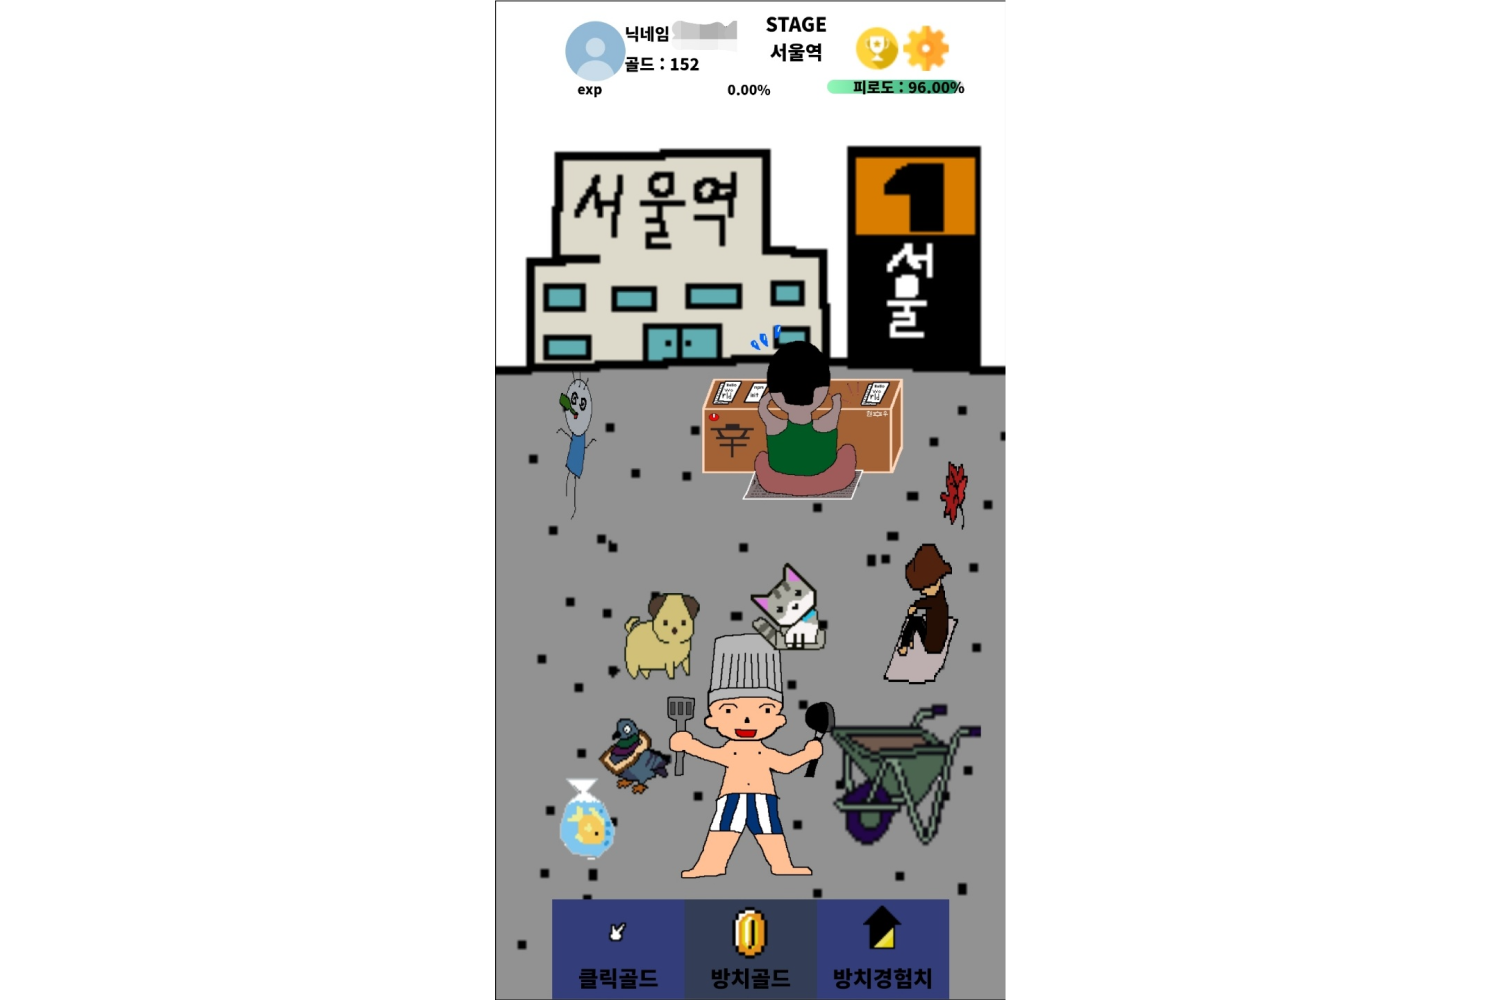 닉네임
골드 : 152
STAGE
서울역
exp
0.00%
피로도 : 96.00%
서울역
1
서울
辛
클릭골드
방치골드
방치경험치